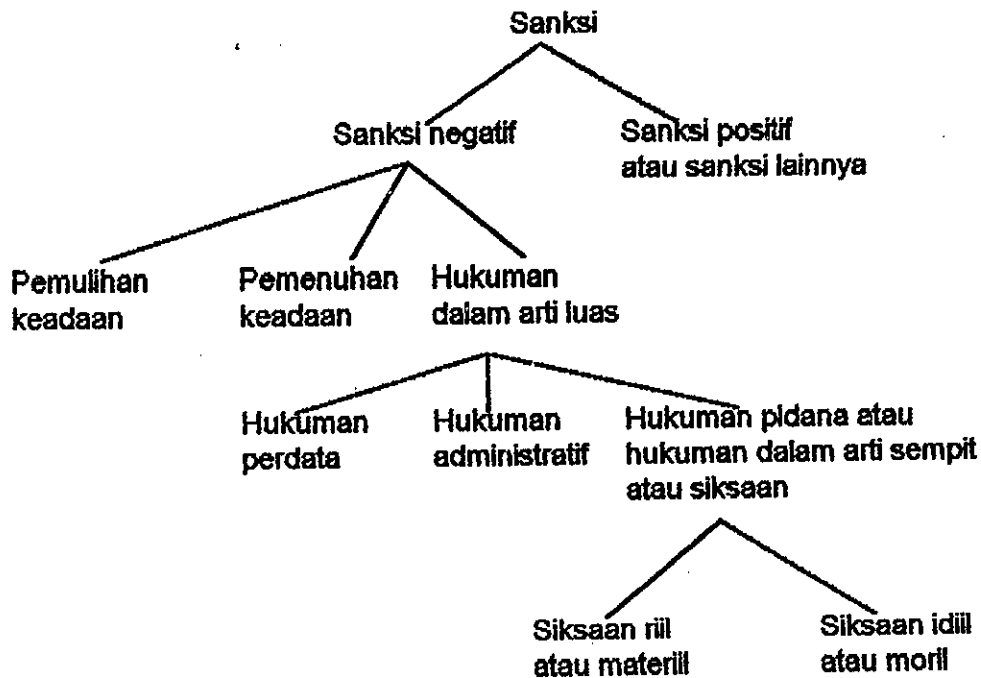 Sanksi
Sanksi negatif
Sanksi positif
atau sanksi lainnya
Pemulihan
keadaan
Pemenuhan
keadaan
Hukuman
dalam arti luas
Hukuman
perdata
Hukuman
administratif
Hukuman pidana atau
hukuman dalam arti sempit
atau siksaan
Siksaan riil
atau materiil
Siksaan idiil
atau moril